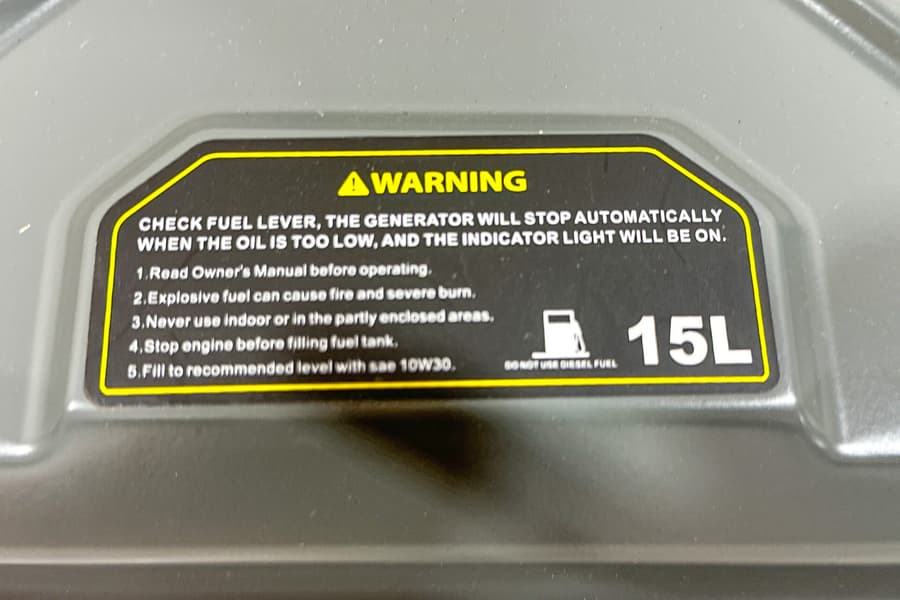 WARNING
CHECK FUEL LEVER, THE GENERATOR WILL STOP AUTOMATICALLY
WHEN THE OIL IS TOO LOW, AND THE INDICATOR LIGHT WILL BE ON.
1.Read Owner's Manual before operating.
2.Explosive fuel can cause fire and severe burn.
3.Never use indoor or in the partly enclosed areas.
4.Stop engine before filling fuel tank.
5.Fill to recommended level with sae 10W30.
DO NOT USE DIESEL FUEL
15L